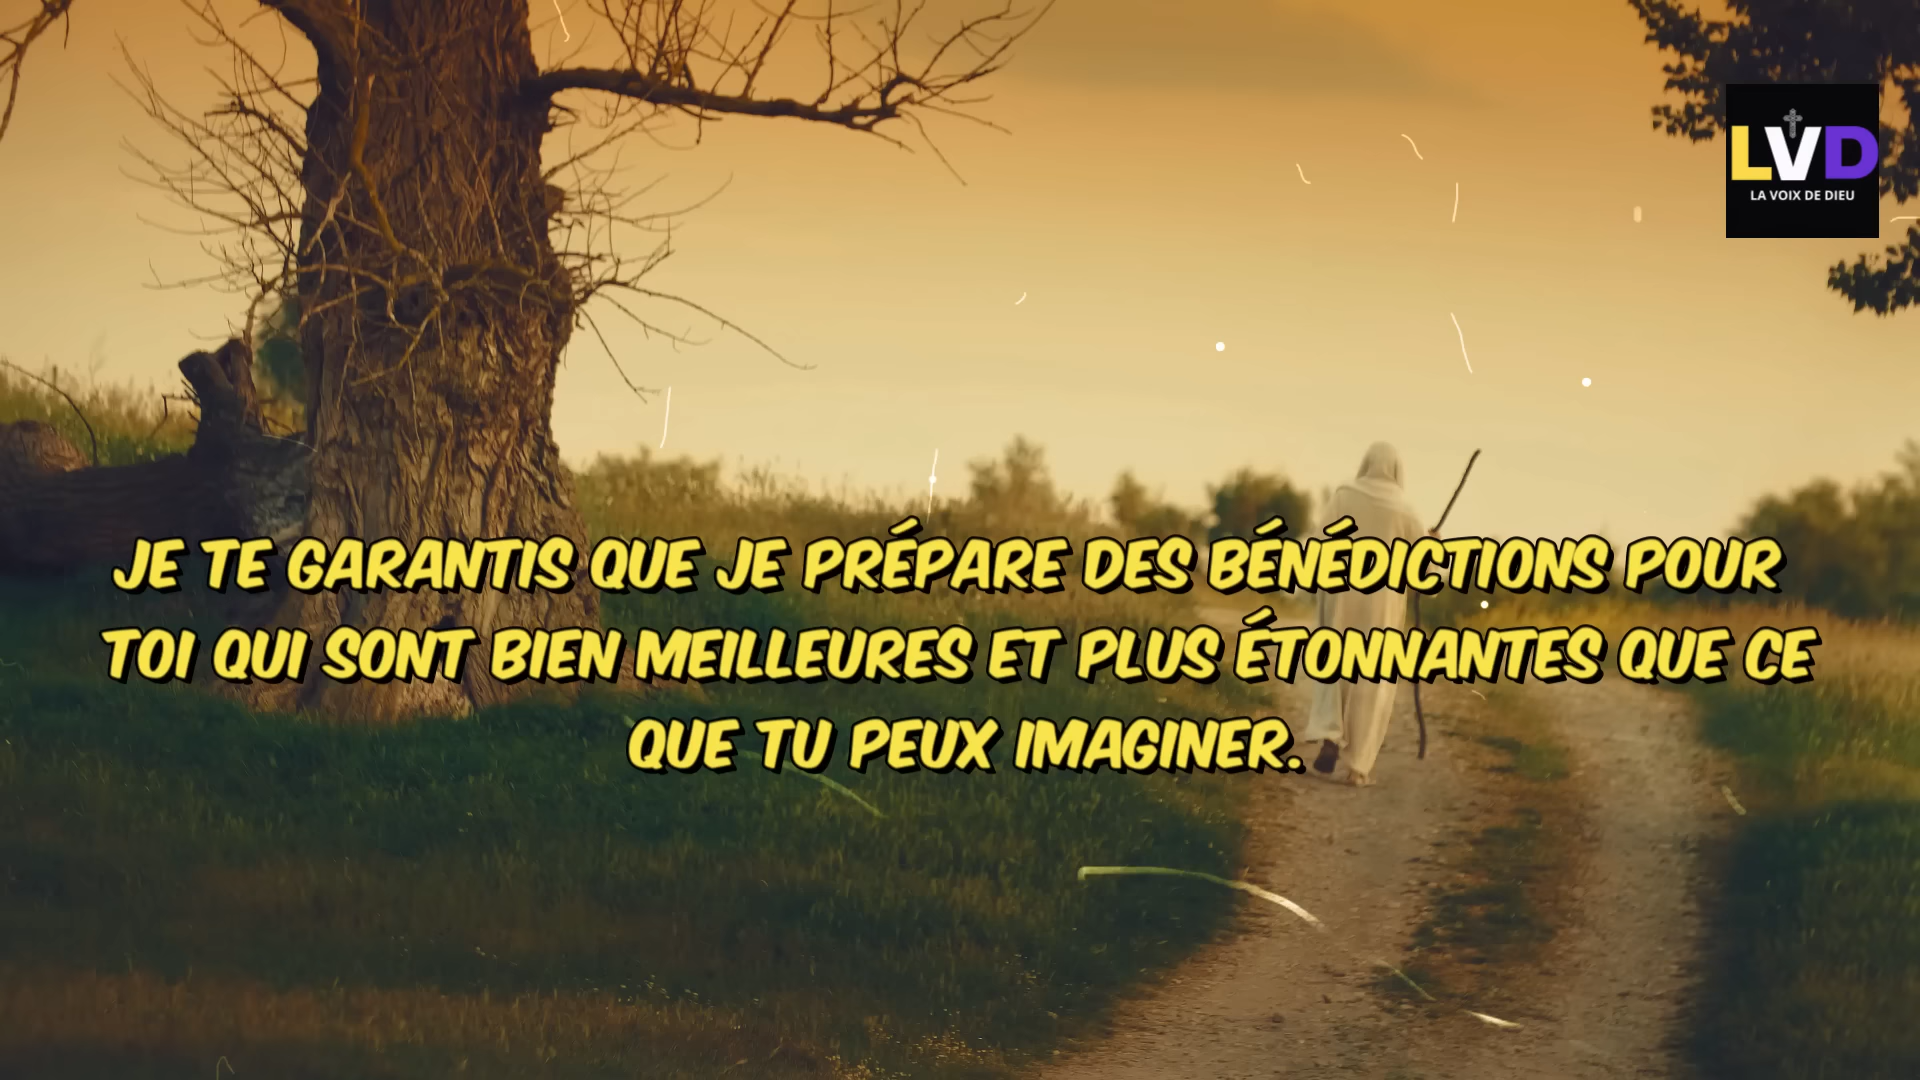 LVD
LA VOIX DE DIEU
JE TE GARANTIS QUE JE PRÉPARE DES BÉNÉDICTIONS POUR
TOI QUI SONT BIEN MEILLEURES ET PLUS ÉTONNANTES QUE CE
QUE TU PEUX IMAGINER.